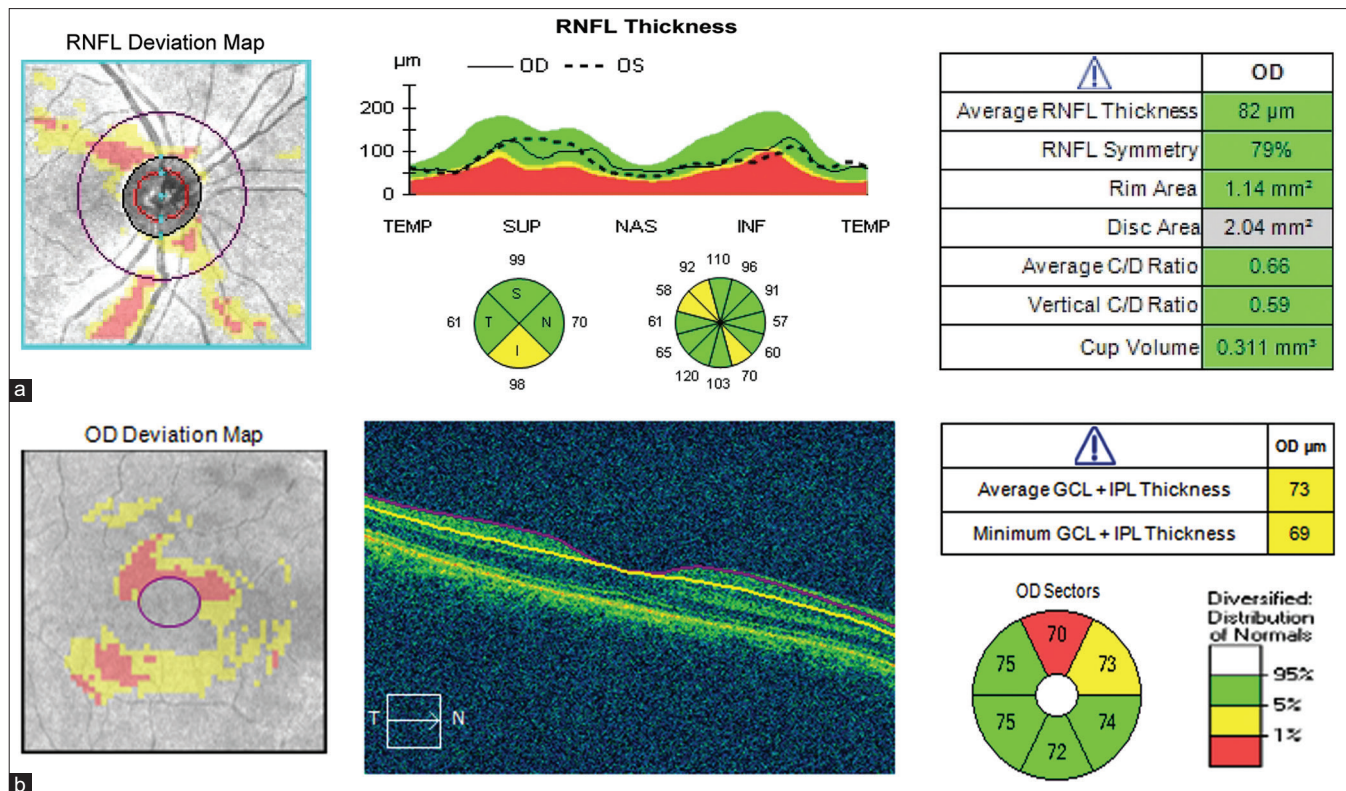 RNFL Deviation Map
RNFL Thickness
µm
OD
OS
200
100
0
TEMP
SUP
NAS
INF
TEMP
99
S
61
T
N
70
I
98
110
92
96
58
91
61
57
65
60
120
103
70
OD
Average RNFL Thickness
82 µm
RNFL Symmetry
79%
Rim Area
1.14 mm²
Disc Area
2.04 mm²
Average C/D Ratio
0.66
Vertical C/D Ratio
0.59
Cup Volume
0.311 mm³
a
OD Deviation Map
T
N
OD µm
Average GCL + IPL Thickness
73
Minimum GCL + IPL Thickness
69
OD Sectors
70
75
73
75
74
72
Diversified:
Distribution
of Normals
95%
5%
1%
b